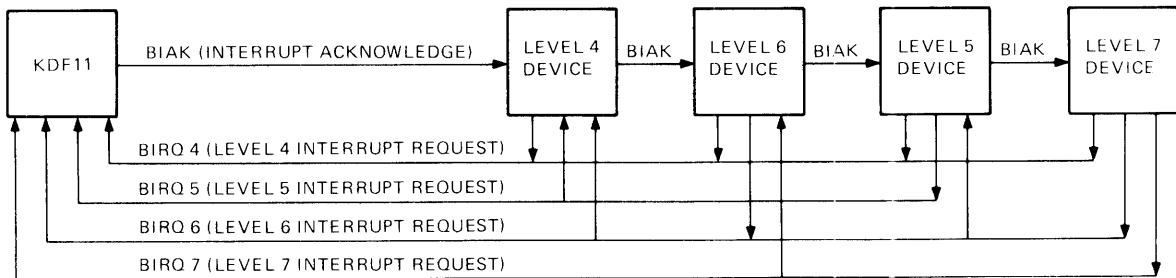 KDF11
BIAK (INTERRUPT ACKNOWLEDGE)
LEVEL 4
DEVICE
BIAK
LEVEL 6
DEVICE
BIAK
LEVEL 5
DEVICE
BIAK
LEVEL 7
DEVICE
BIRQ 4 (LEVEL 4 INTERRUPT REQUEST)
BIRQ 5 (LEVEL 5 INTERRUPT REQUEST)
BIRQ 6 (LEVEL 6 INTERRUPT REQUEST)
BIRQ 7 (LEVEL 7 INTERRUPT REQUEST)